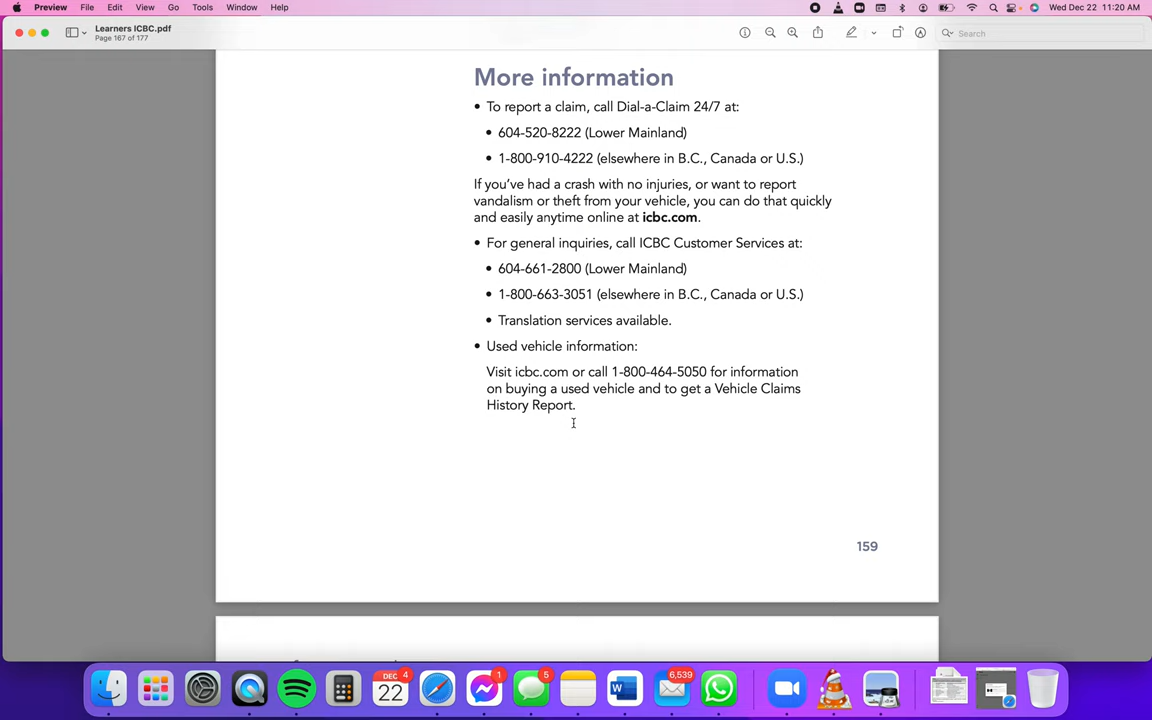 Preview File Edit View Go Tools Window Help Wed Dec 22 11:20 AM
Learners ICBC.pdf
Page 167 of 177
Search
More information
• To report a claim, call Dial-a-Claim 24/7 at:
• 604-520-8222 (Lower Mainland)
• 1-800-910-4222 (elsewhere in B.C., Canada or U.S.)
If you've had a crash with no injuries, or want to report
vandalism or theft from your vehicle, you can do that quickly
and easily anytime online at icbc.com.
• For general inquiries, call ICBC Customer Services at:
• 604-661-2800 (Lower Mainland)
• 1-800-663-3051 (elsewhere in B.C., Canada or U.S.)
• Translation services available.
• Used vehicle information:
Visit icbc.com or call 1-800-464-5050 for information
on buying a used vehicle and to get a Vehicle Claims
History Report.
159
DEC 4
22
1
5
W
6,539